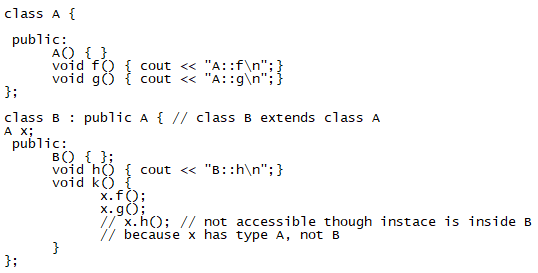 class A {
public:
A() { }
void f() { cout << "A::f\n";}
void g() { cout << "A::g\n";}
};
class B : public A { // class B extends class A
A x;
public:
B() { };
void h() { cout << "B::h\n";}
void k() {
x.f();
x.g();
// x.h(); // not accessible though instace is inside B
// because x has type A, not B
}
};